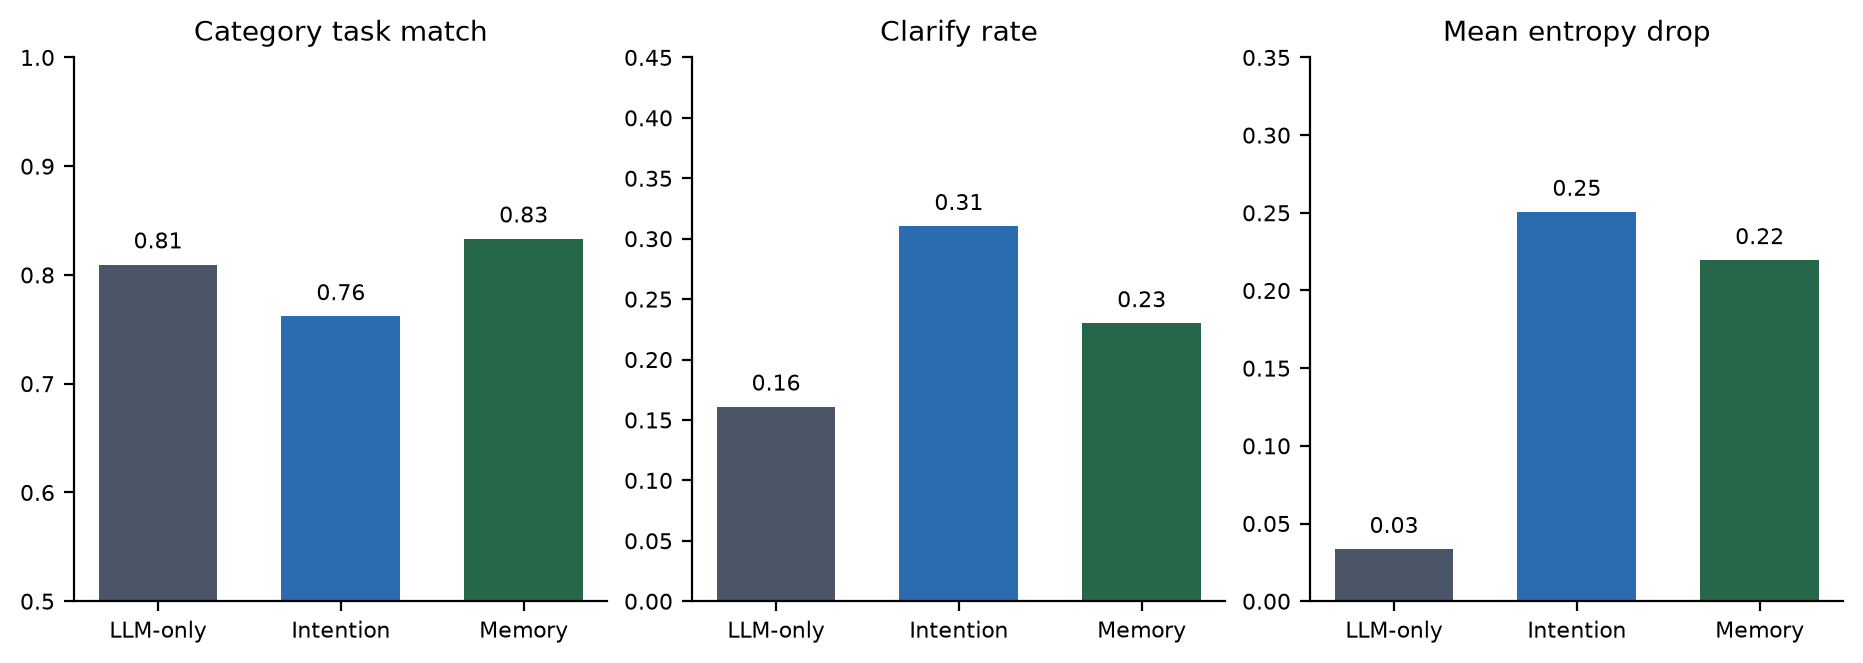 Category task match
1.0
0.9
0.8
0.7
0.6
0.5
0.81
0.76
0.83
LLM-only
Intention
Memory
Clarify rate
0.45
0.40
0.35
0.30
0.25
0.20
0.15
0.10
0.05
0.00
0.16
0.31
0.23
LLM-only
Intention
Memory
Mean entropy drop
0.35
0.30
0.25
0.20
0.15
0.10
0.05
0.00
0.03
0.25
0.22
LLM-only
Intention
Memory